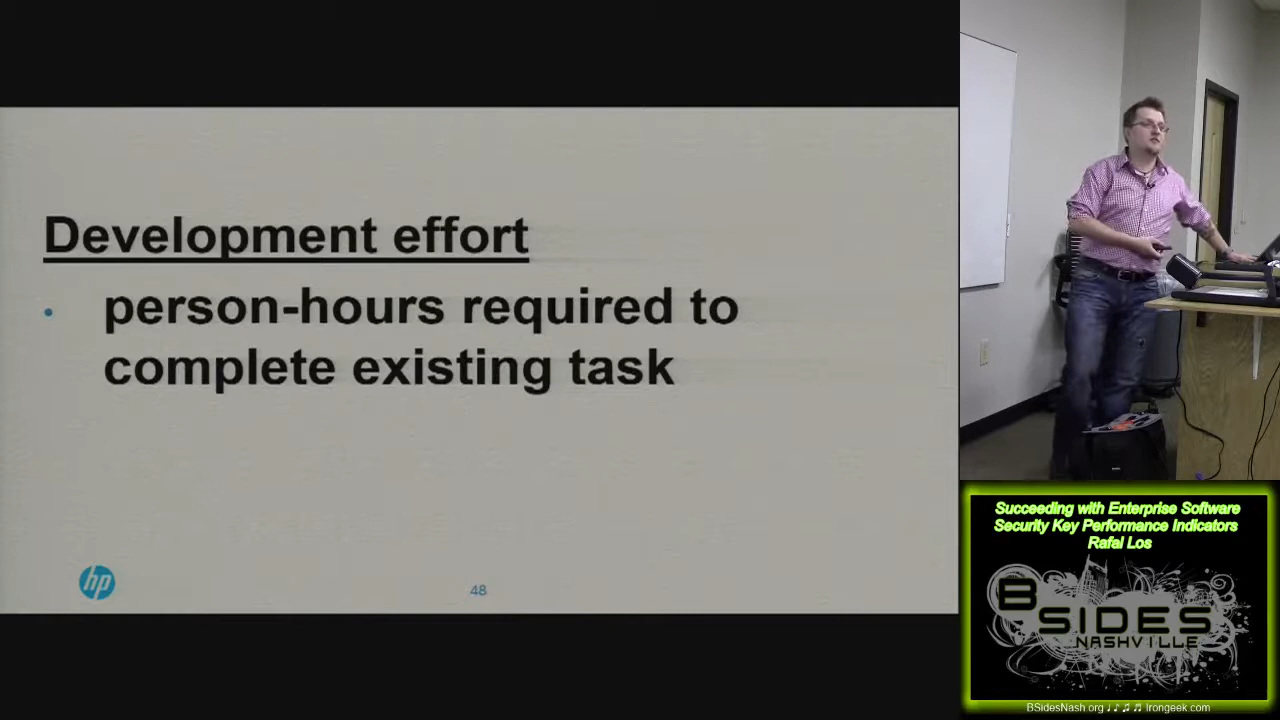 Development effort
• person-hours required to
complete existing task
hp
48
Succeeding with Enterprise Software
Security Key Performance Indicators
Rafal Los
BSIDES
NASHVILLE
BSidesNash.org ♩ ♪ ♫ ♬ Irongeek.com